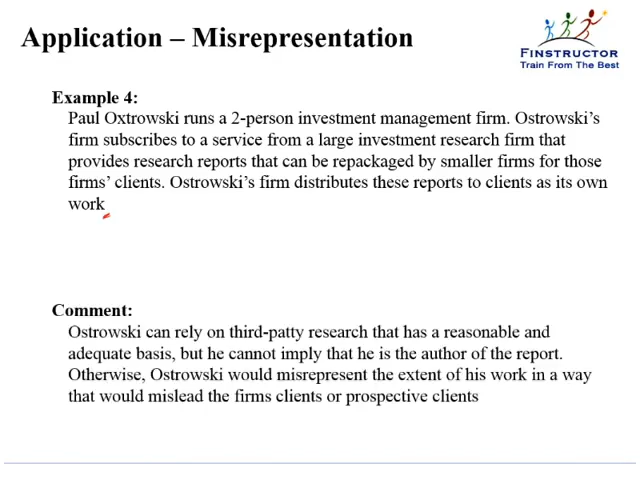 Application – Misrepresentation
FINSTRUCTOR
Train From The Best
Example 4:
Paul Oxtrowski runs a 2-person investment management firm. Ostrowski's
firm subscribes to a service from a large investment research firm that
provides research reports that can be repackaged by smaller firms for those
firms' clients. Ostrowski's firm distributes these reports to clients as its own
work
Comment:
Ostrowski can rely on third-patty research that has a reasonable and
adequate basis, but he cannot imply that he is the author of the report.
Otherwise, Ostrowski would misrepresent the extent of his work in a way
that would mislead the firms clients or prospective clients